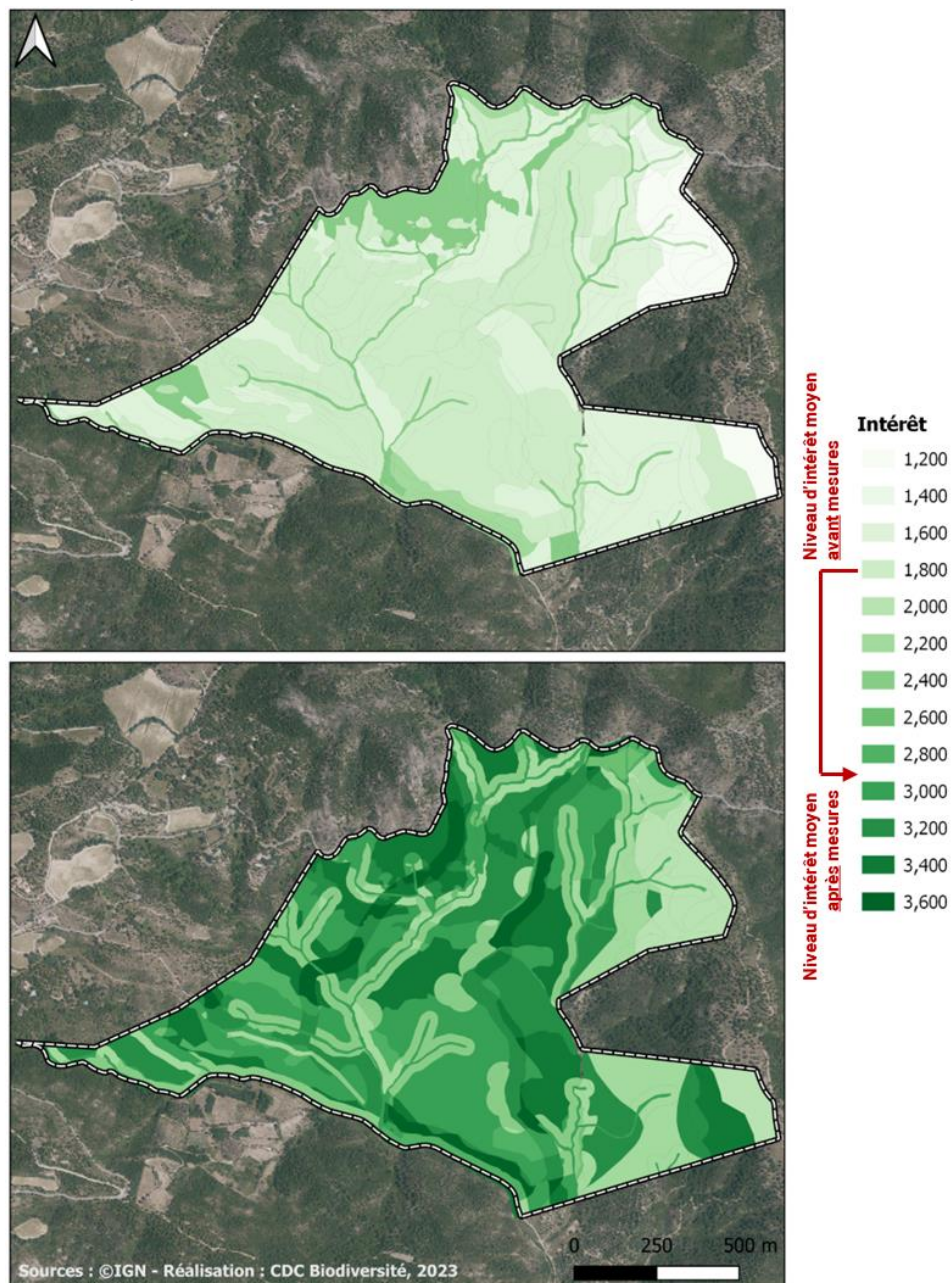 Niveau d'intérêt moyen
avant mesures
Intérêt
1,200
1,400
1,600
1,800
2,000
2,200
2,400
2,600
2,800
3,000
3,200
3,400
3,600
Niveau d'intérêt moyen
après mesures
0 250 500 m
Sources : ©IGN - Réalisation : CDC Biodiversité, 2023